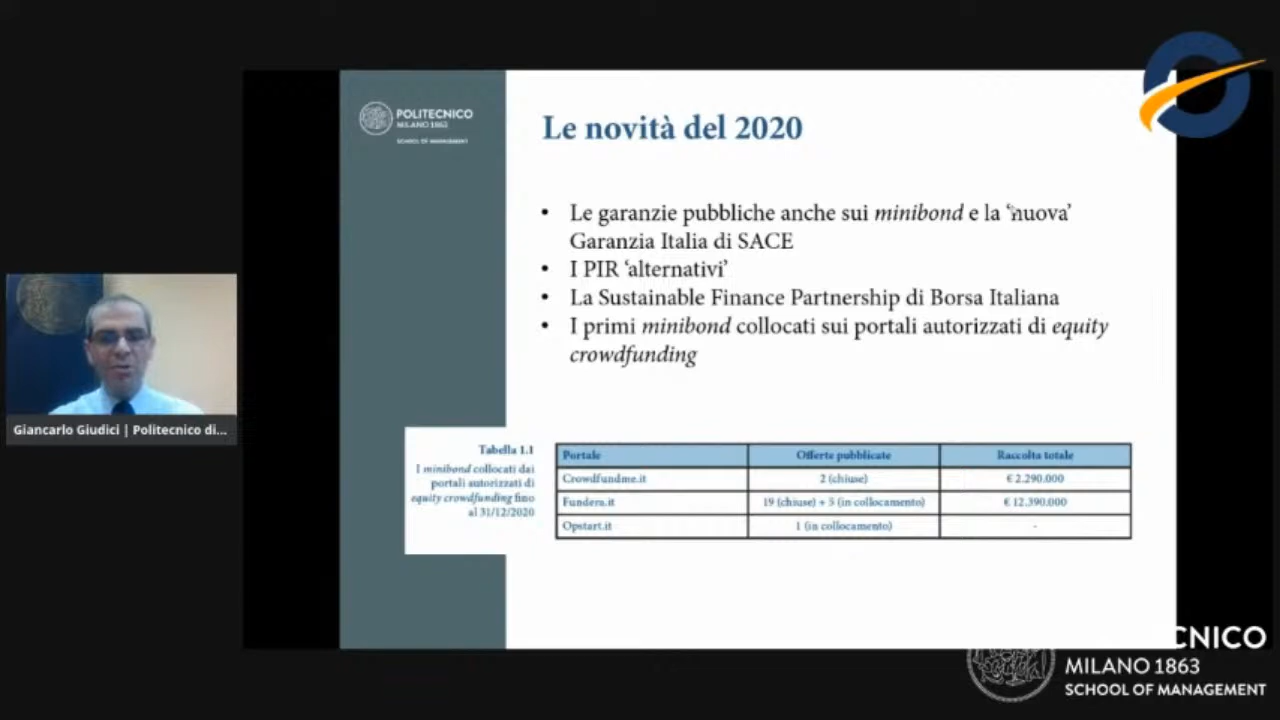 POLITECNICO
MILANO 1863
SCHOOL OF MANAGEMENT
Le novità del 2020
• Le garanzie pubbliche anche sui minibond e la ‘nuova’
Garanzia Italia di SACE
• I PIR ‘alternativi’
• La Sustainable Finance Partnership di Borsa Italiana
• I primi minibond collocati sui portali autorizzati di equity
crowdfunding
Giancarlo Giudici | Politecnico di...
Tabella 1.1
I minibond collocati dai
portali autorizzati di
equity crowdfunding fino
al 31/12/2020
Portale Offerte pubblicate Raccolta totale
Crowdfundme.it 2 (chiuse) € 2.290.000
Fundera.it 19 (chiuse) + 5 (in collocamento) € 12.390.000
Opstart.it 1 (in collocamento) -
CNICO
MILANO 1863
SCHOOL OF MANAGEMENT